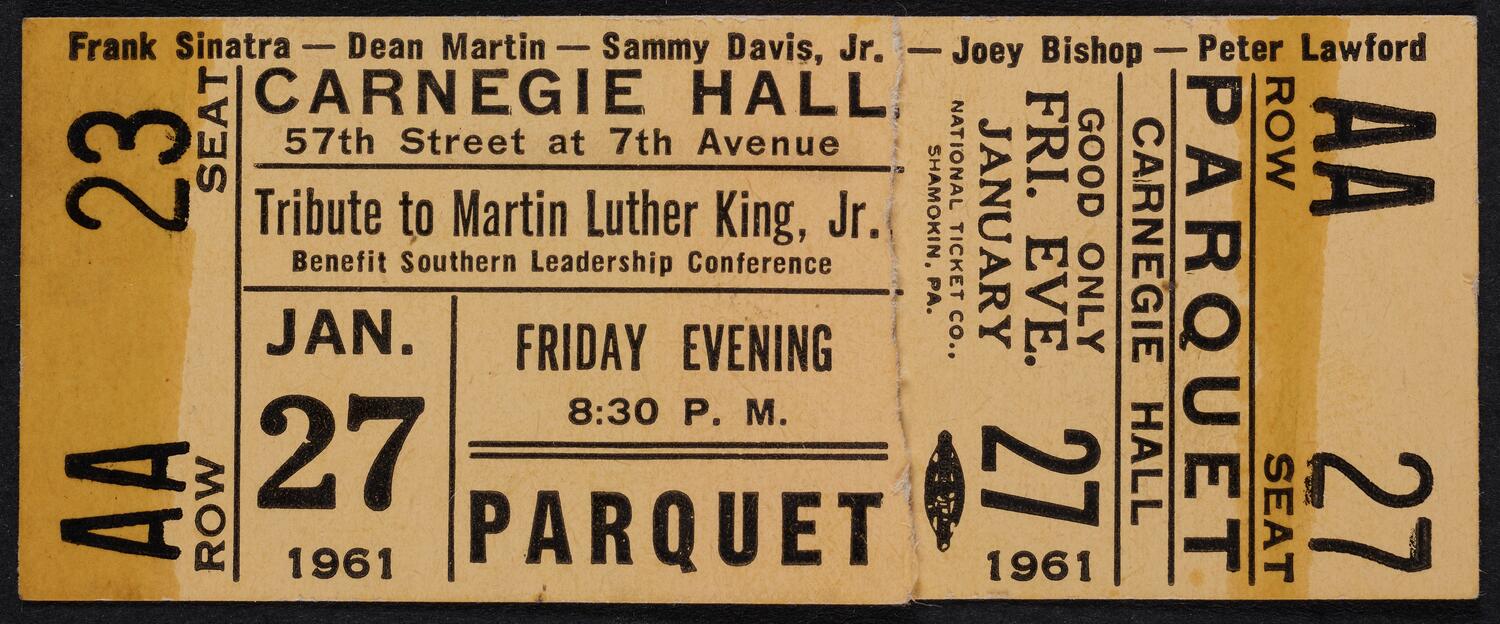 Frank Sinatra — Dean Martin — Sammy Davis, Jr. — Joey Bishop — Peter Lawford
SEAT
23
ROW
AA
CARNEGIE HALL
57th Street at 7th Avenue
Tribute to Martin Luther King, Jr.
Benefit Southern Leadership Conference
JAN.
27
1961
FRIDAY EVENING
8:30 P. M.
PARQUET
ROW
AA
SEAT
27
PARQUET
CARNEGIE HALL
GOOD ONLY
FRI. EVE.
JANUARY
27
1961
NATIONAL TICKET CO.,
SHAMOKIN, PA.